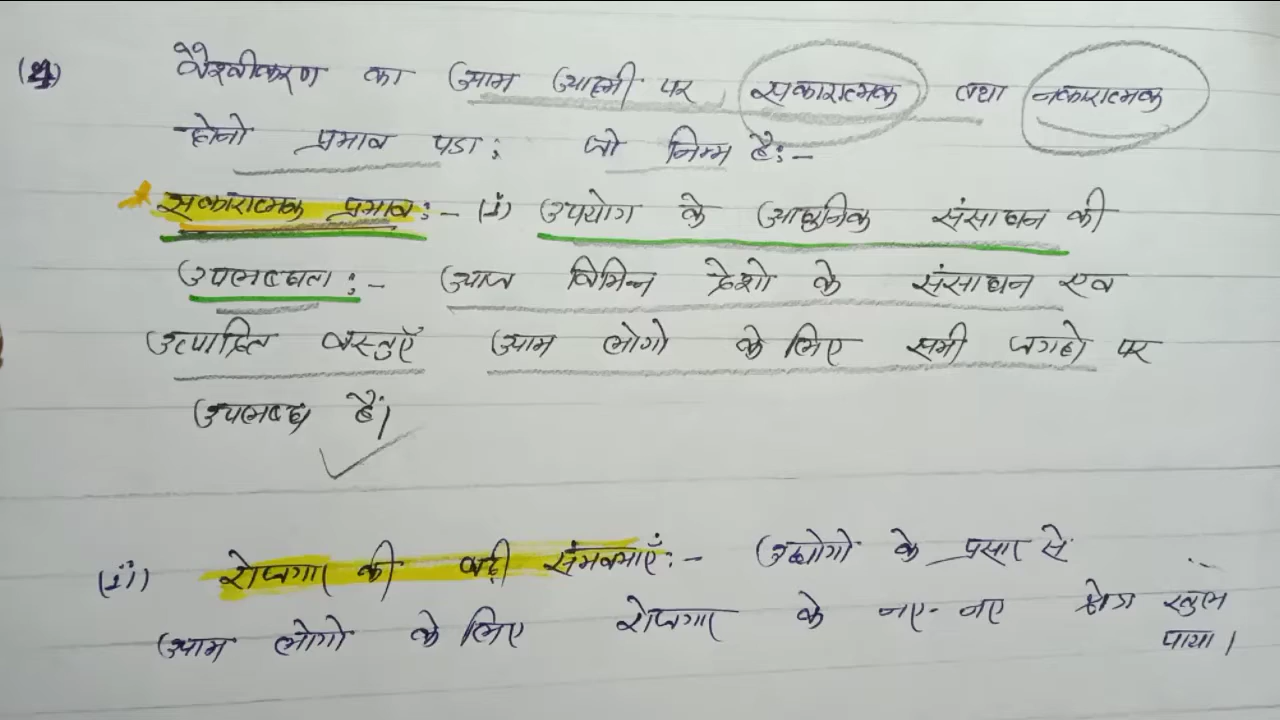 (4) वैश्वीकरण का आम आदमी पर सकारात्मक तथा नकारात्मक
दोनो प्रभाव पडा; जो निम्न है:-
सकारात्मक प्रभाव:- (i) उपयोग के आधुनिक संसाधन की
उपलब्धता:- आज विभिन्न देशो के संसाधन एव
उत्पादित वस्तुएँ आम लोगो के लिए सभी जगहो पर
उपलब्ध है।
(ii) रोजगार की बढ़ी संभवमाएँ:- उद्योगो के प्रसार से
आम लोगो के लिए रोजगार के नए-नए क्षेत्र खुल
पाया।